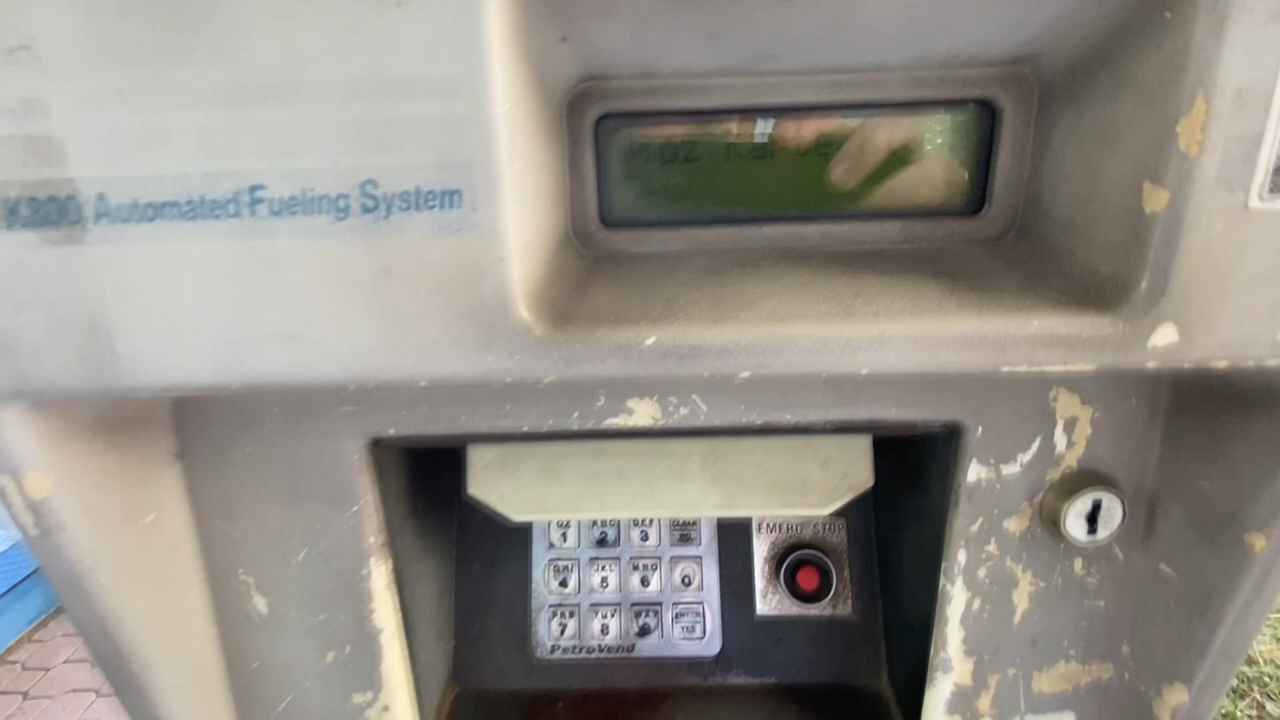 K800 Automated Fueling System
EMERG STOP
QZ ABC DEF CLEAR
1 2 3 NO
GHI JKL MNO
4 5 6 0
PRS TUV WXY ENTER
7 8 9 YES
PetroVend